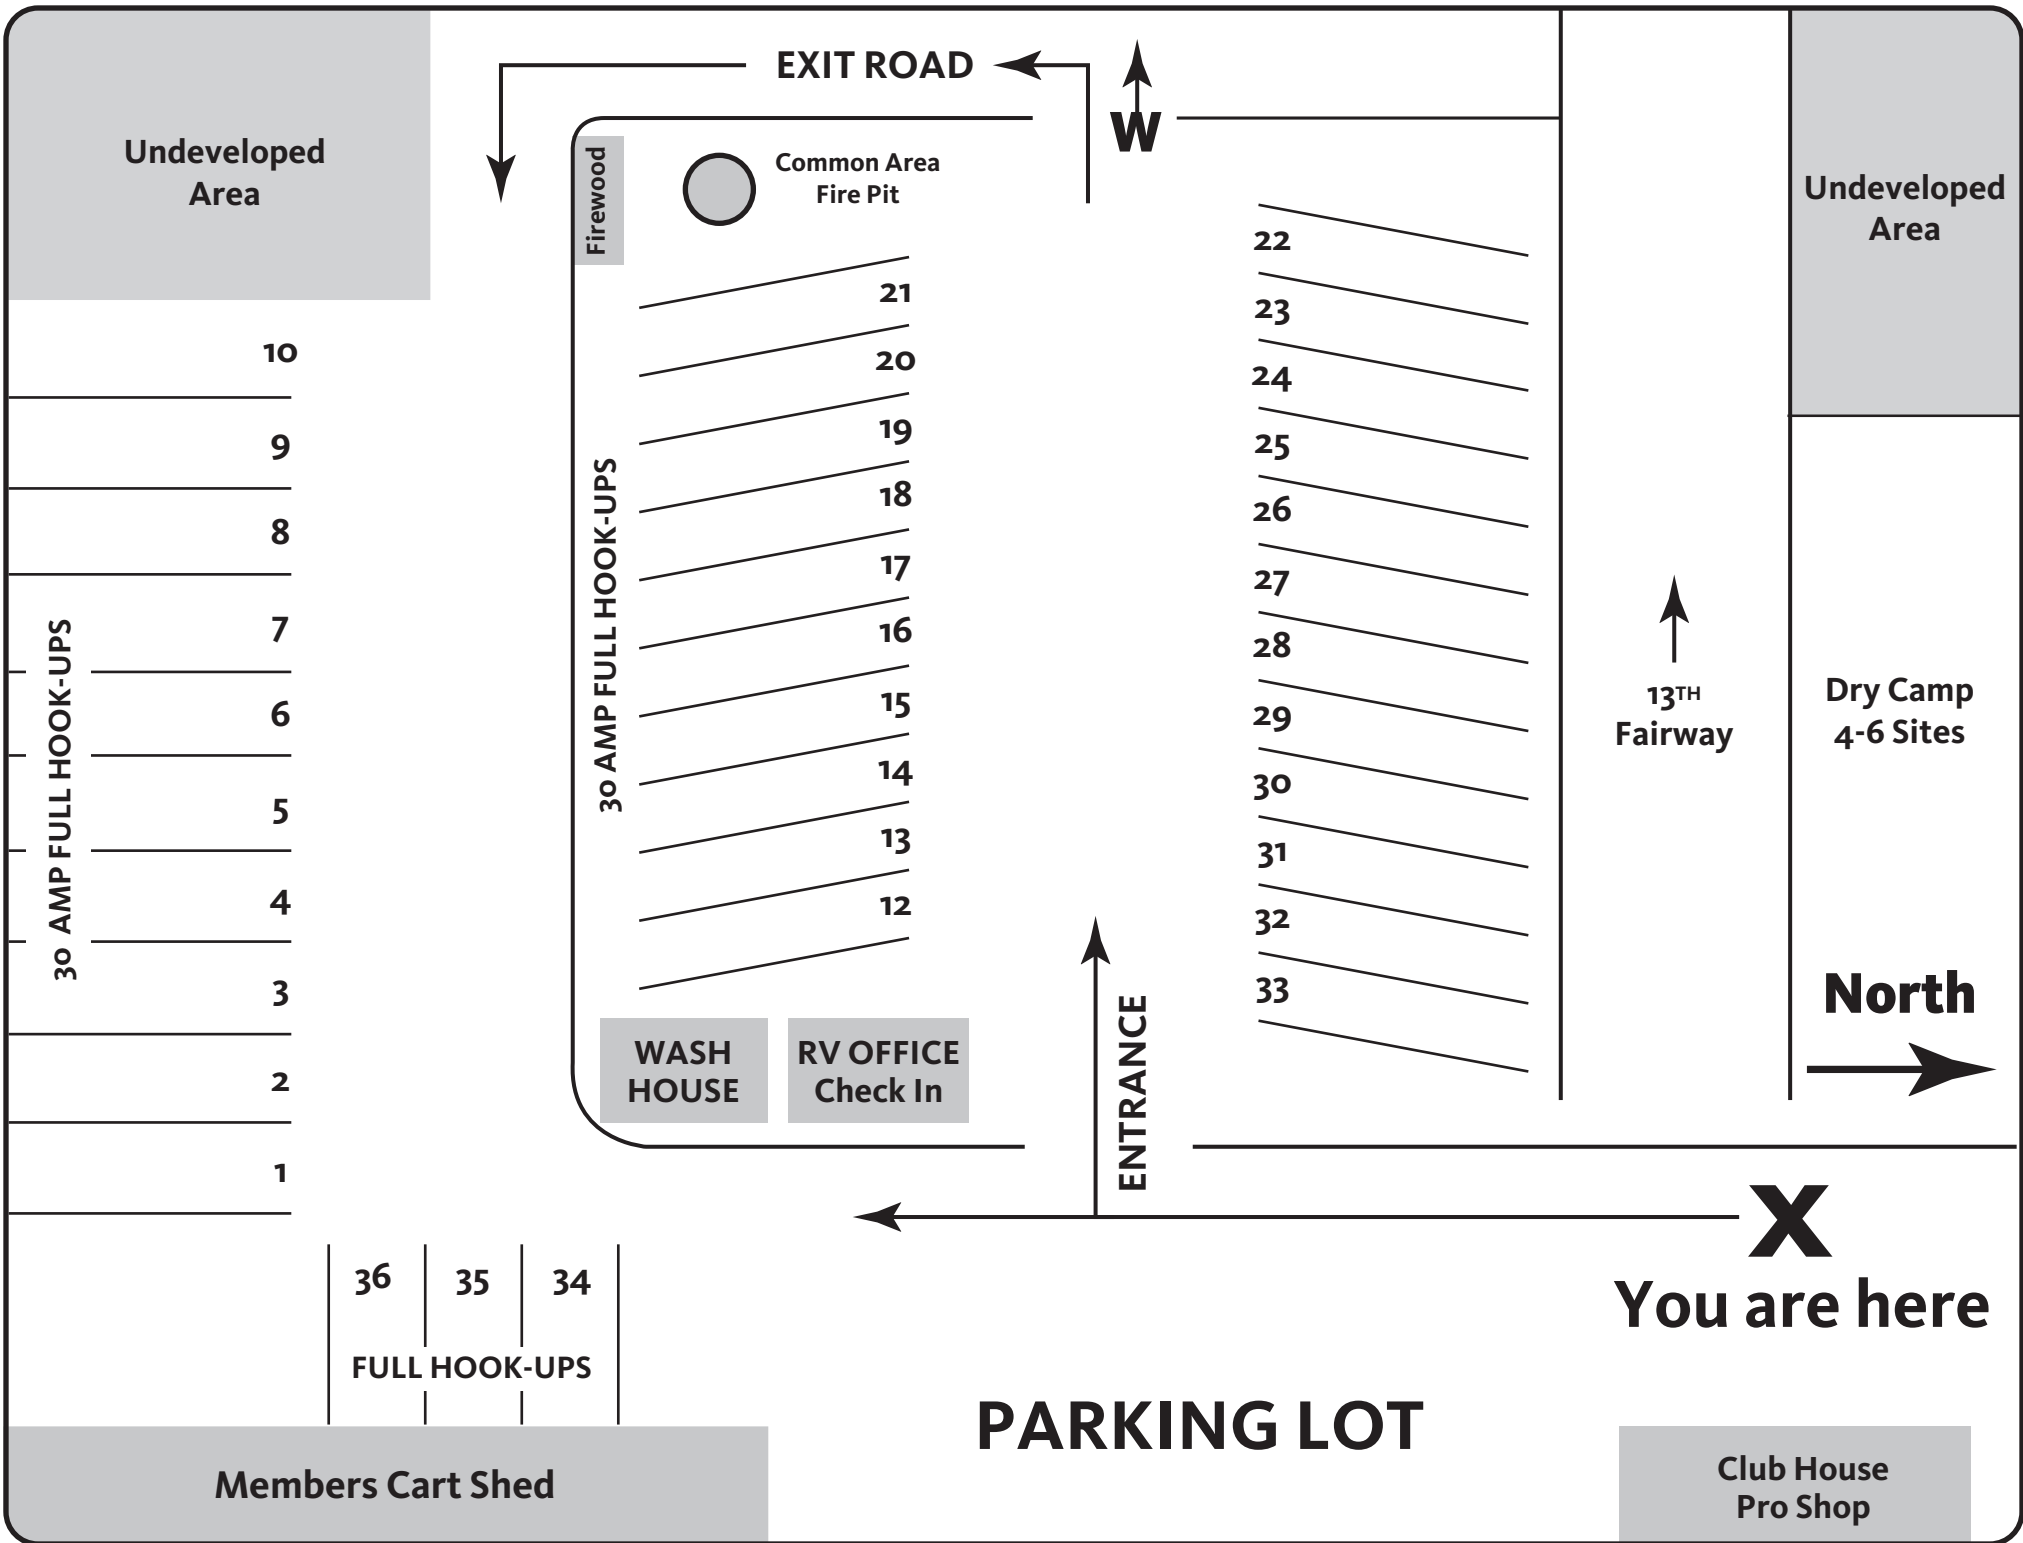 EXIT ROAD
W
Undeveloped
Area
Firewood
Common Area
Fire Pit
Undeveloped
Area
10
9
8
7
6
5
4
3
2
1
30 AMP FULL HOOK-UPS
30 AMP FULL HOOK-UPS
21
20
19
18
17
16
15
14
13
12
22
23
24
25
26
27
28
29
30
31
32
33
13TH
Fairway
Dry Camp
4-6 Sites
North
WASH
HOUSE
RV OFFICE
Check In
ENTRANCE
X
You are here
36
35
34
FULL HOOK-UPS
PARKING LOT
Members Cart Shed
Club House
Pro Shop